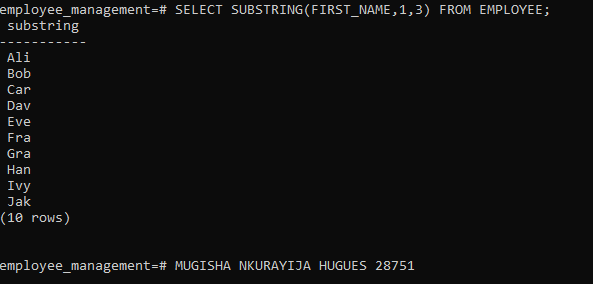 employee_management=# SELECT SUBSTRING(FIRST_NAME,1,3) FROM EMPLOYEE;
substring
-----------
Ali
Bob
Car
Dav
Eve
Fra
Gra
Han
Ivy
Jak
(10 rows)
employee_management=# MUGISHA NKURAYIJA HUGUES 28751